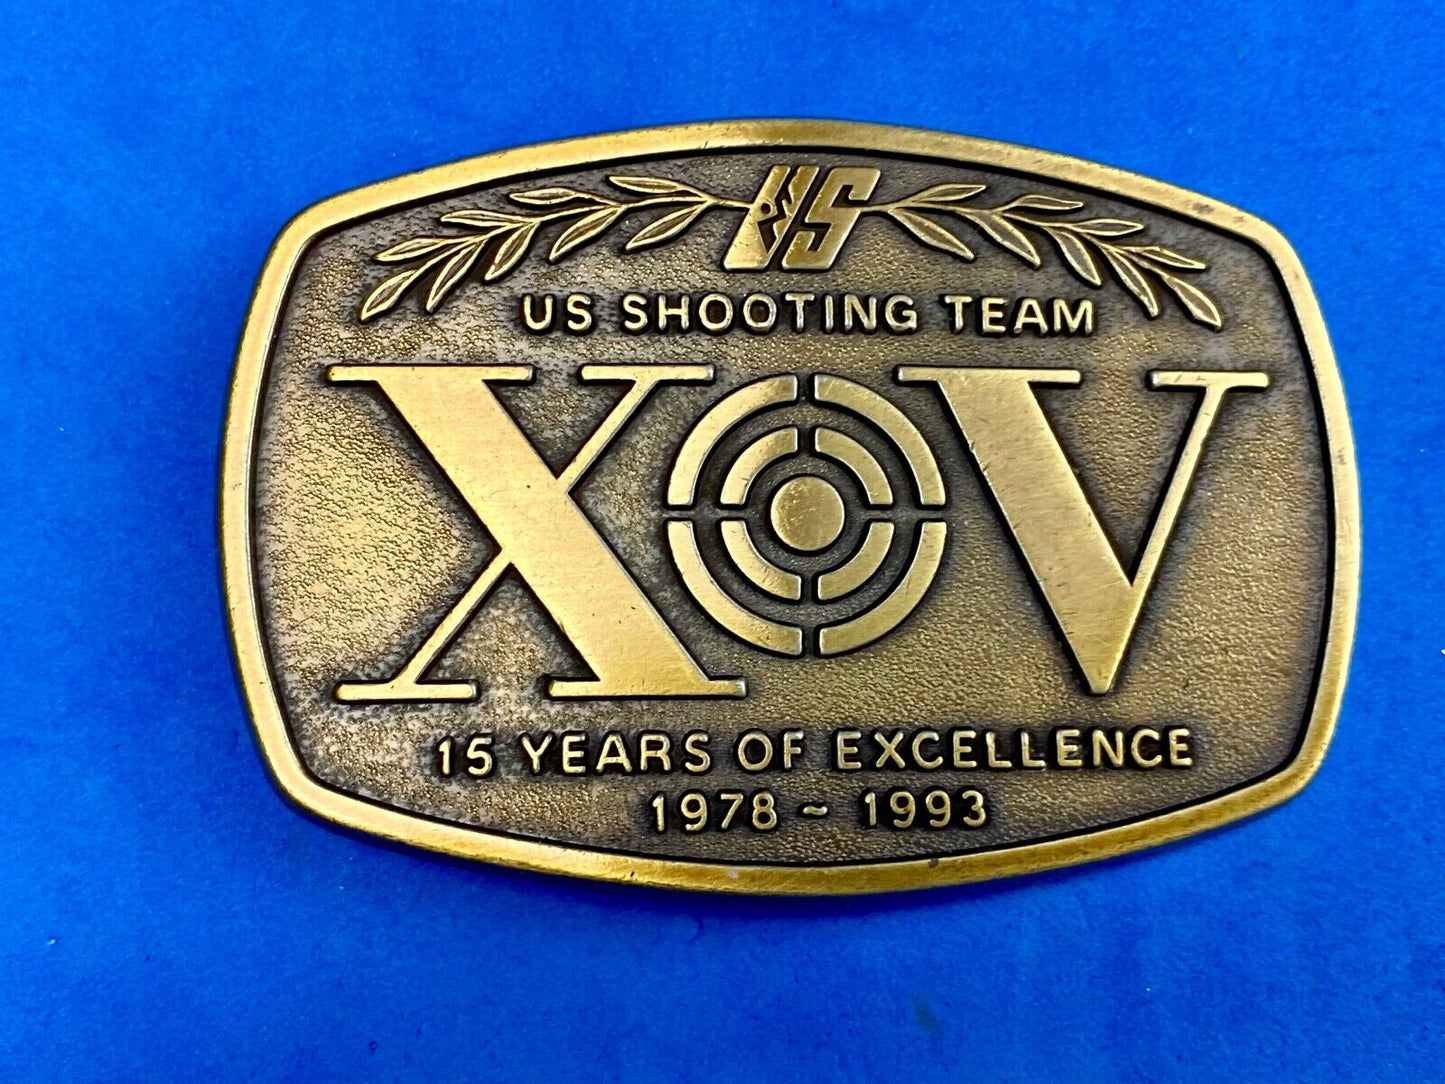 US
US SHOOTING TEAM
XV
15 YEARS OF EXCELLENCE
1978 ~ 1993